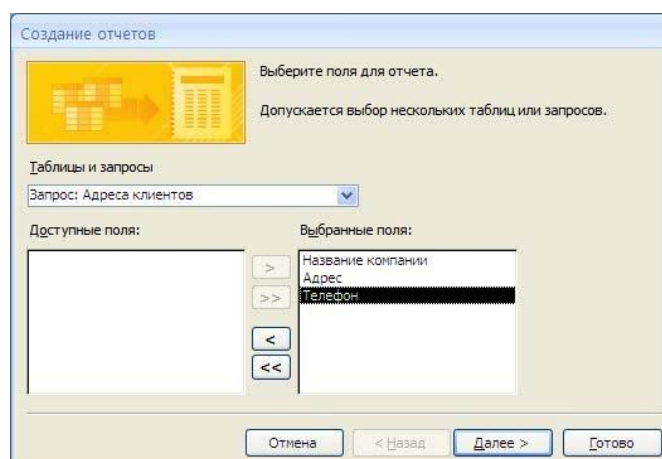 Создание отчетов
Выберите поля для отчета.
Допускается выбор нескольких таблиц или запросов.
Таблицы и запросы
Запрос: Адреса клиентов
Доступные поля:
Выбранные поля:
>
>>
<
<<
Название компании
Адрес
Телефон
Отмена
< Назад
Далее >
Готово